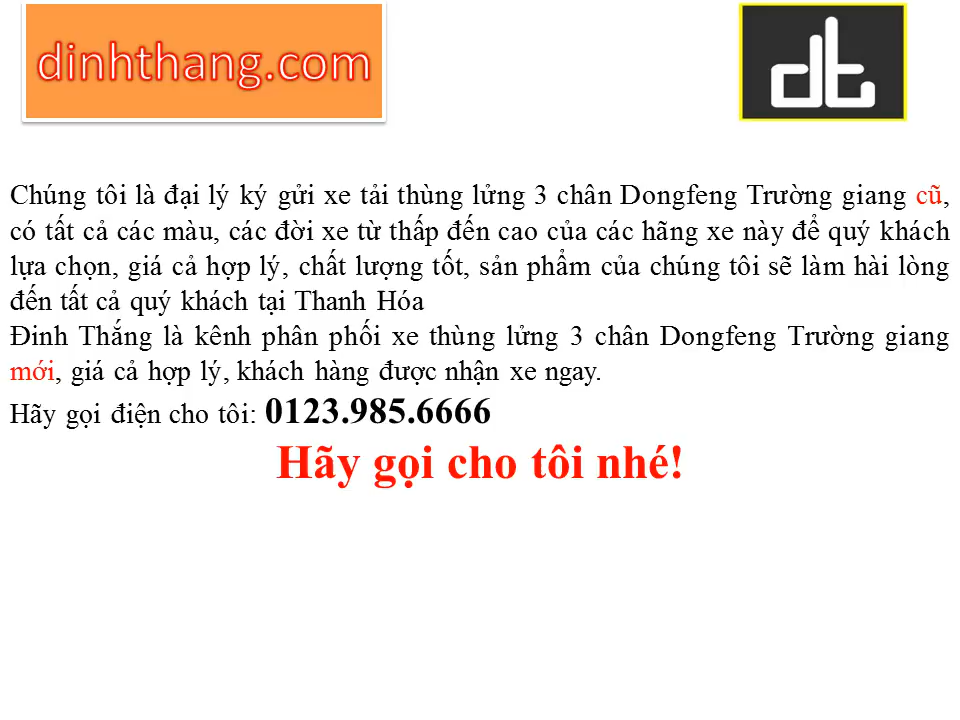 dinhthang.com
dt
Chúng tôi là đại lý ký gửi xe tải thùng lửng 3 chân Dongfeng Trường giang cũ,
có tất cả các màu, các đời xe từ thấp đến cao của các hãng xe này để quý khách
lựa chọn, giá cả hợp lý, chất lượng tốt, sản phẩm của chúng tôi sẽ làm hài lòng
đến tất cả quý khách tại Thanh Hóa
Đinh Thắng là kênh phân phối xe thùng lửng 3 chân Dongfeng Trường giang
mới, giá cả hợp lý, khách hàng được nhận xe ngay.
Hãy gọi điện cho tôi: 0123.985.6666
Hãy gọi cho tôi nhé!